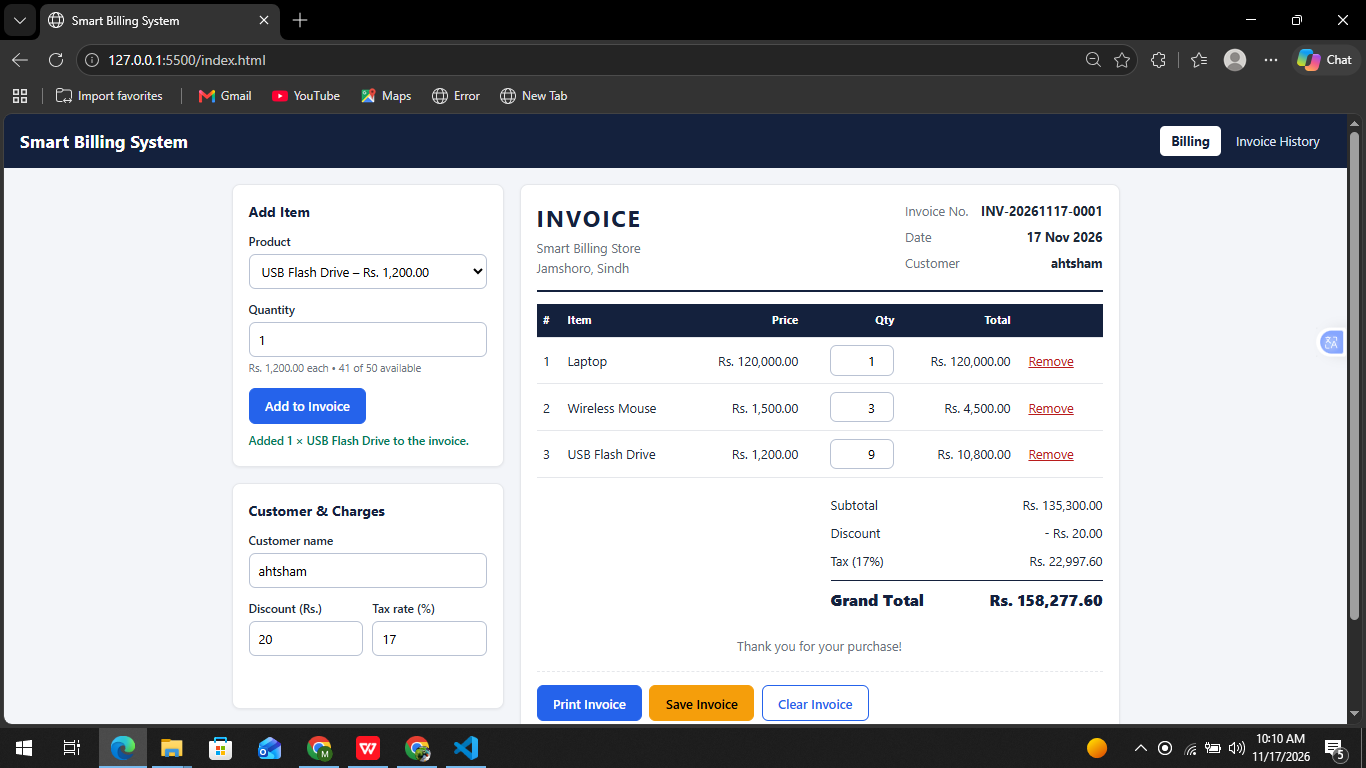 Smart Billing System
127.0.0.1:5500/index.html
Chat
Import favorites
Gmail
YouTube
Maps
Error
New Tab
Smart Billing System
Billing
Invoice History
Add Item
Product
USB Flash Drive – Rs. 1,200.00
Quantity
1
Rs. 1,200.00 each • 41 of 50 available
Add to Invoice
Added 1 × USB Flash Drive to the invoice.
Customer & Charges
Customer name
ahtsham
Discount (Rs.) Tax rate (%)
20 17
INVOICE
Smart Billing Store
Jamshoro, Sindh
Invoice No. INV-20261117-0001
Date 17 Nov 2026
Customer ahtsham
# Item Price Qty Total
1 Laptop Rs. 120,000.00 1 Rs. 120,000.00 Remove
2 Wireless Mouse Rs. 1,500.00 3 Rs. 4,500.00 Remove
3 USB Flash Drive Rs. 1,200.00 9 Rs. 10,800.00 Remove
Subtotal Rs. 135,300.00
Discount - Rs. 20.00
Tax (17%) Rs. 22,997.60
Grand Total Rs. 158,277.60
Thank you for your purchase!
Print Invoice Save Invoice Clear Invoice
10:10 AM
11/17/2026
5